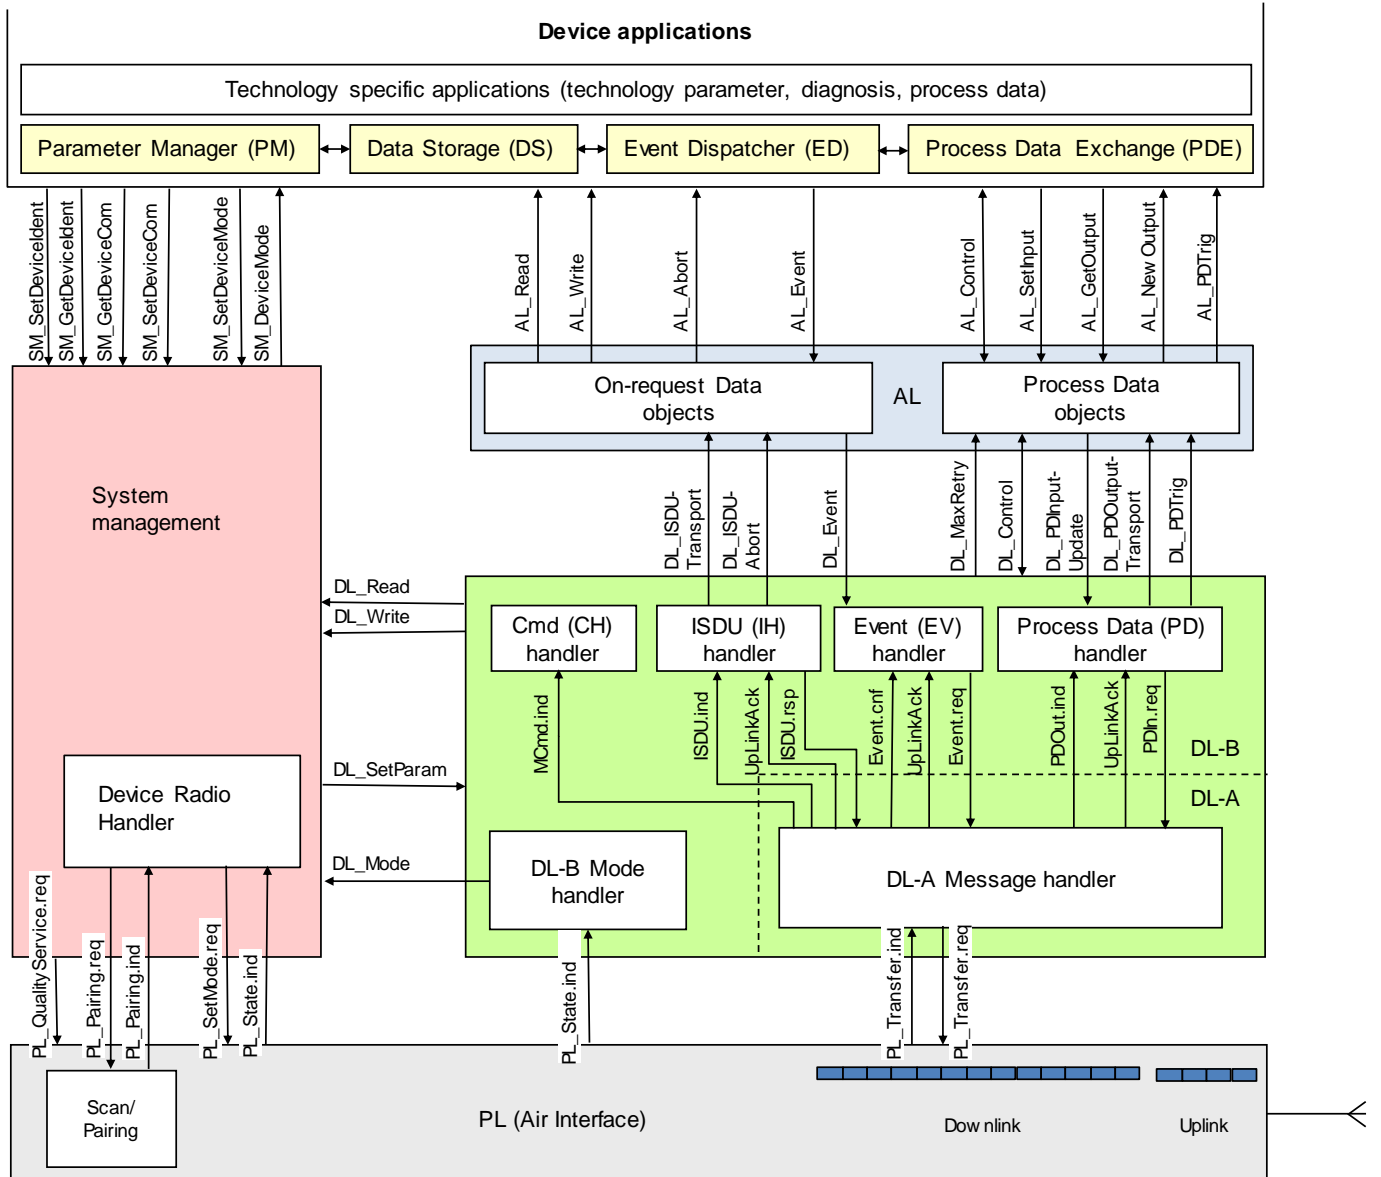 Device applications
Technology specific applications (technology parameter, diagnosis, process data)
Parameter Manager (PM)
Data Storage (DS)
Event Dispatcher (ED)
Process Data Exchange (PDE)
SM_SetDeviceIdent
SM_GetDeviceIdent
SM_GetDeviceCom
SM_SetDeviceCom
SM_SetDeviceMode
SM_DeviceMode
AL_Read
AL_Write
AL_Abort
AL_Event
AL_Control
AL_SetInput
AL_GetOutput
AL_New Output
AL_PDTrig
On-request Data
objects
AL
Process Data
objects
System
management
DL_ISDU-
Transport
DL_ISDU-
Abort
DL_Event
DL_MaxRetry
DL_Control
DL_PDInput-
Update
DL_PDOutput-
Transport
DL_PDTrig
DL_Read
DL_Write
Cmd (CH)
handler
ISDU (IH)
handler
Event (EV)
handler
Process Data (PD)
handler
MCmd.ind
ISDU.ind
UpLinkAck
ISDU.rsp
Event.cnf
UpLinkAck
Event.req
PDOut.ind
UpLinkAck
PDIn.req
DL-B
DL-A
DL_SetParam
Device Radio
Handler
DL_Mode
DL-B Mode
handler
DL-A Message handler
PL_QualityService.req
PL_Pairing.req
PL_Pairing.ind
PL_SetMode.req
PL_State.ind
PL_State.ind
PL_Transfer.ind
PL_Transfer.req
Scan/
Pairing
PL (Air Interface)
Downlink
Uplink